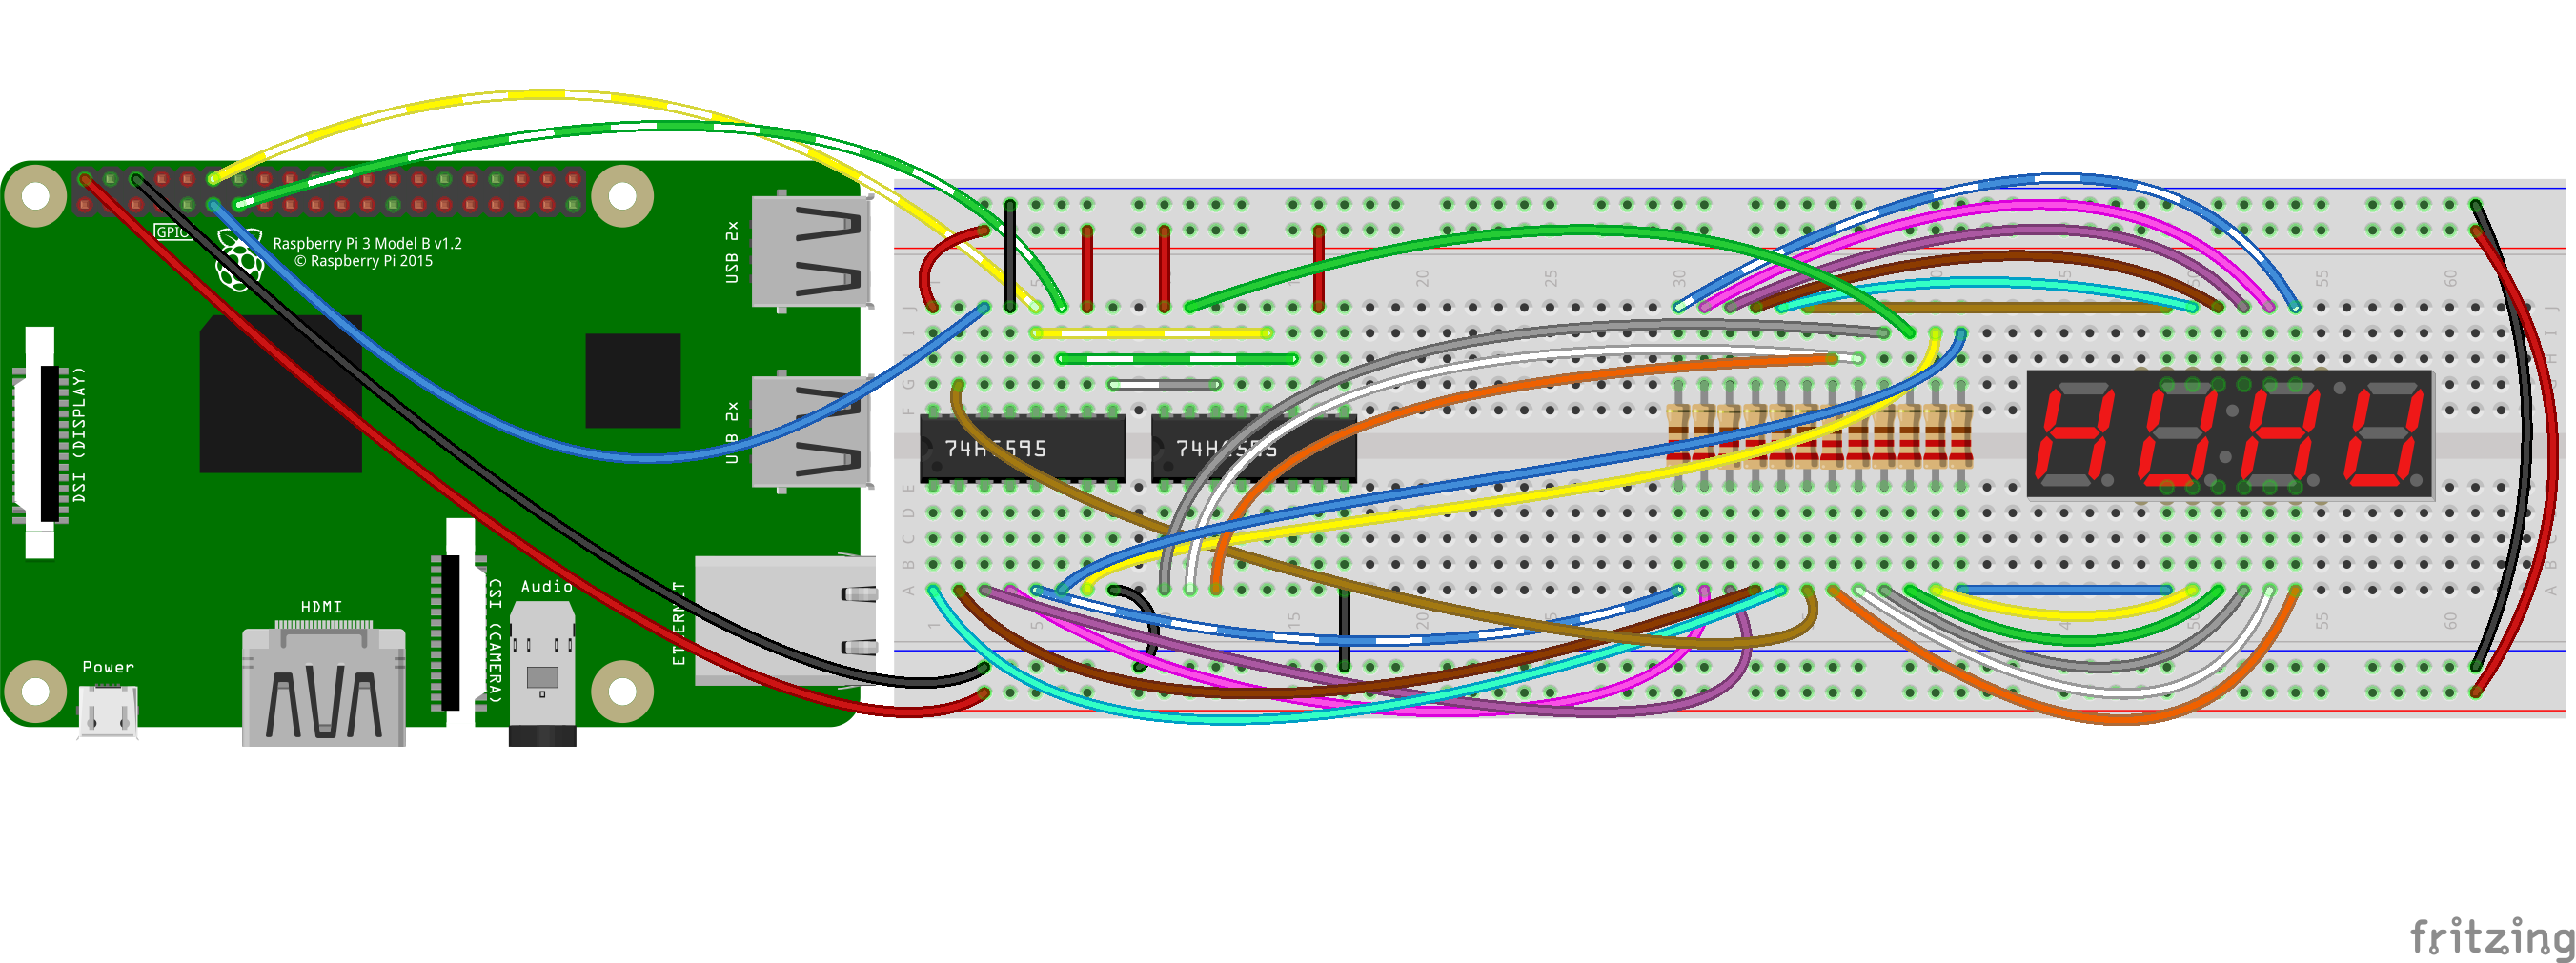 GPIO
Raspberry Pi 3 Model B v1.2
© Raspberry Pi 2015
USB 2x
USB 2x
DSI (DISPLAY)
CSI (CAMERA)
Audio
ETHERNET
HDMI
Power
20
25
30
55
60
J
I
G
F
74HC595
74HC595
E
D
C
B
A
1
5
15
20
55
60
J
I
H
G
F
E
D
C
B
A
fritzing